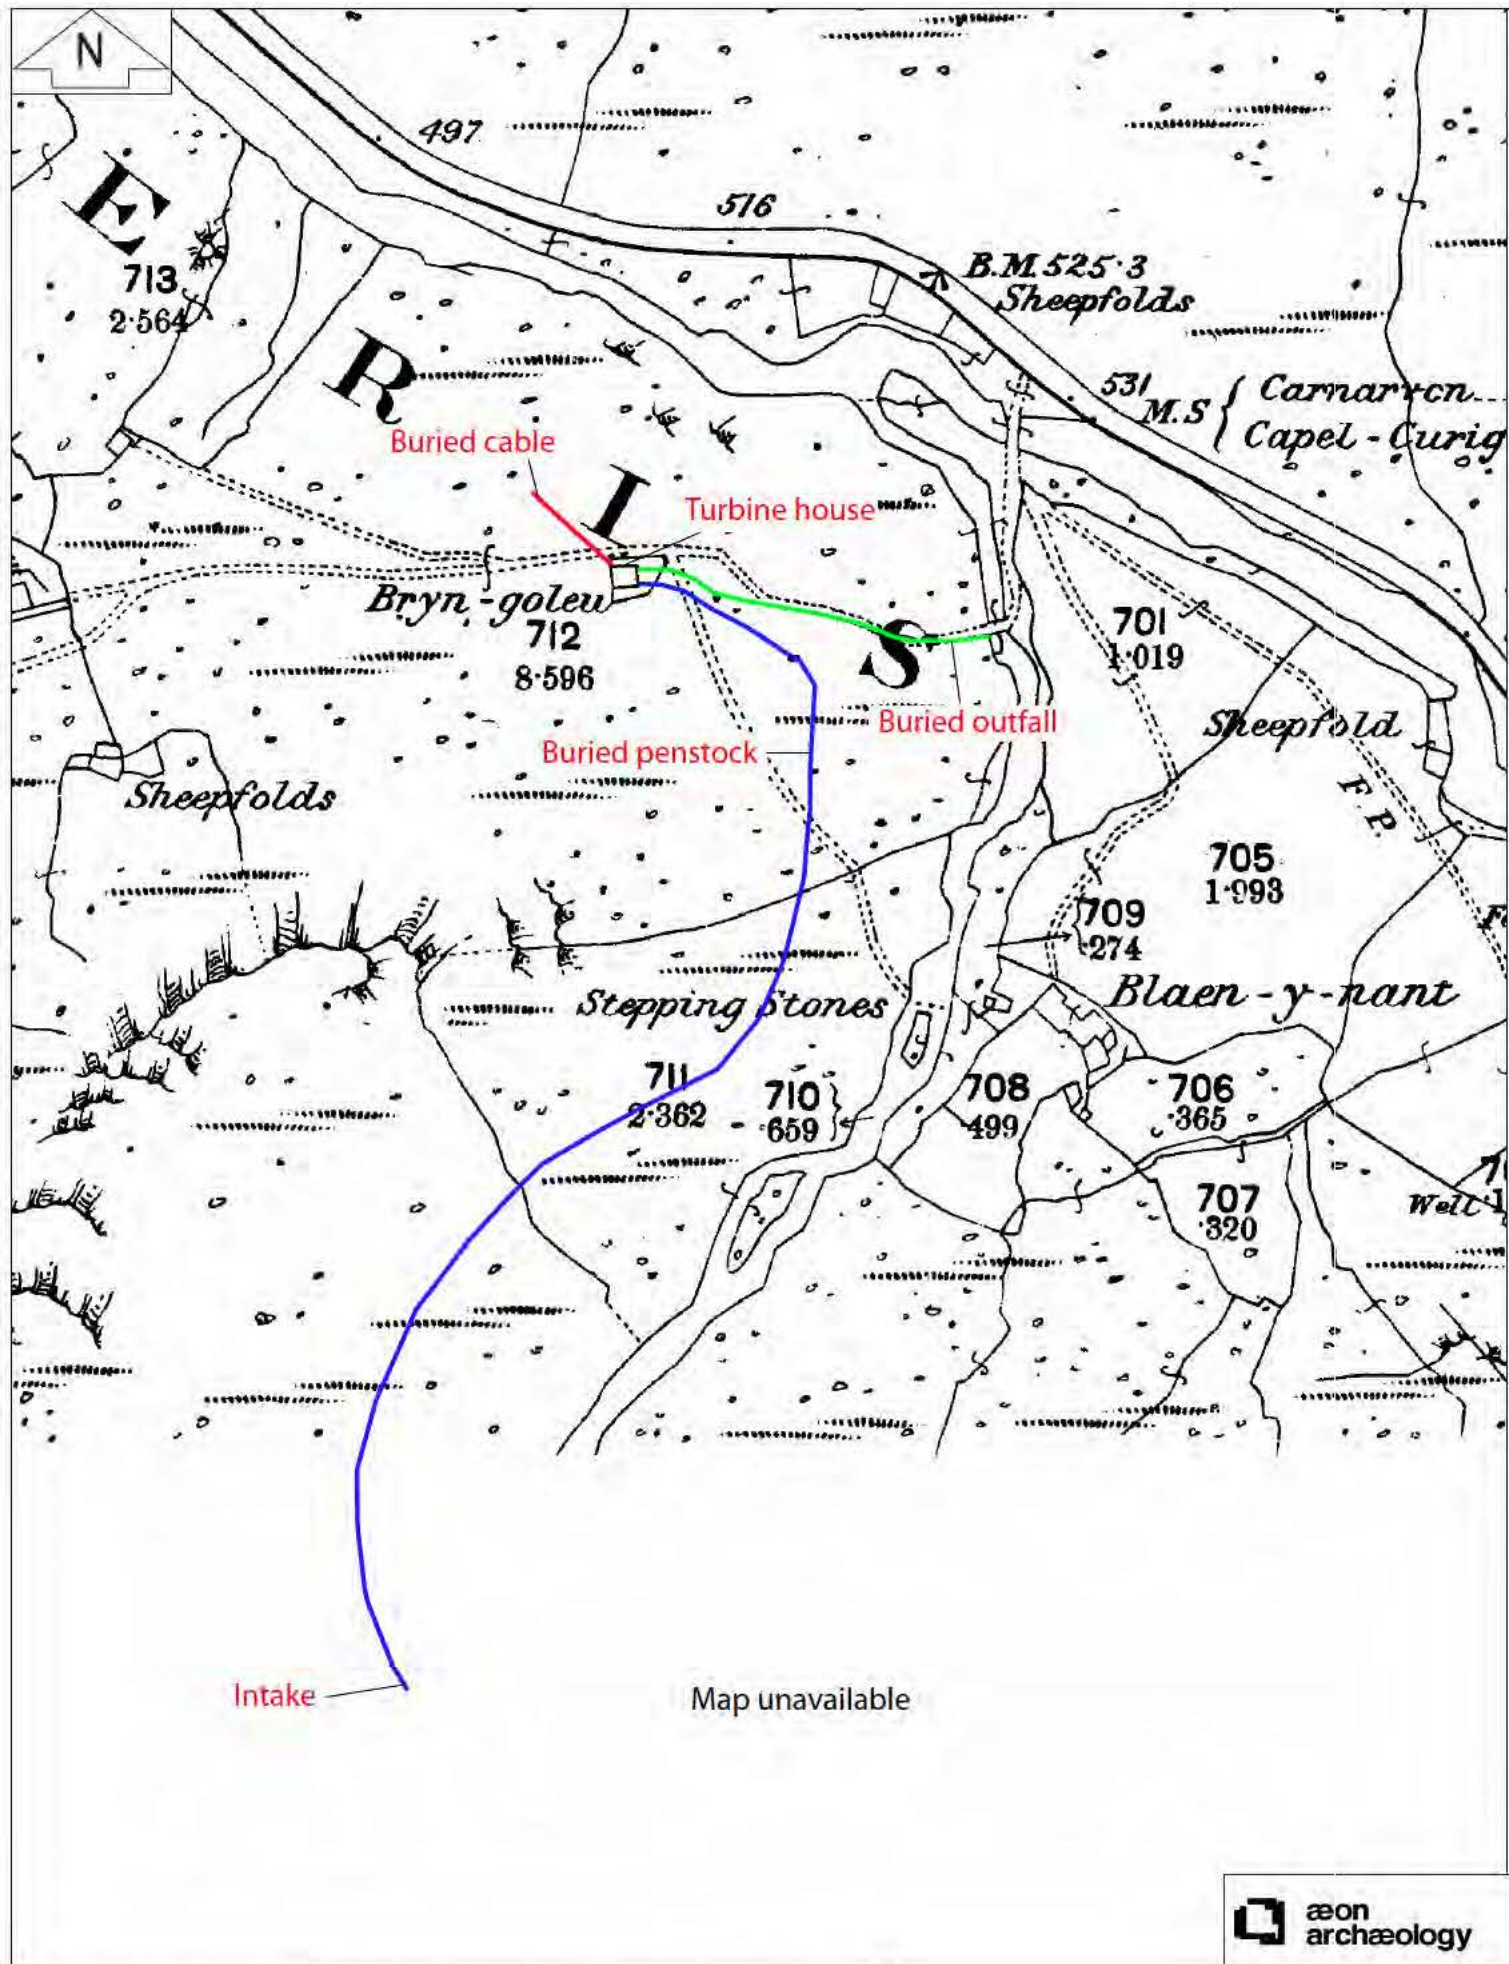 N
497
516
E
713
2·564
B.M. 525·3
Sheepfolds
R
531
M.S { Carnarvon
Capel - Curig
Buried cable
I
Turbine house
Bryn-goleu
712
8·596
701
1·019
S
Buried outfall
Sheepfold
Buried penstock
Sheepfolds
F.P.
705
1·993
709
·274
Stepping Stones
Blaen-y-nant
711
2·362
710
·659
708
·499
706
·365
707
·320
Well
Intake
Map unavailable
æon
archæology